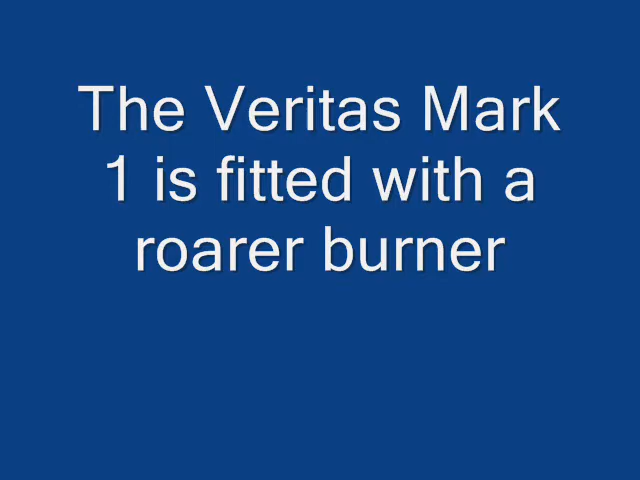 The Veritas Mark
1 is fitted with a
roarer burner